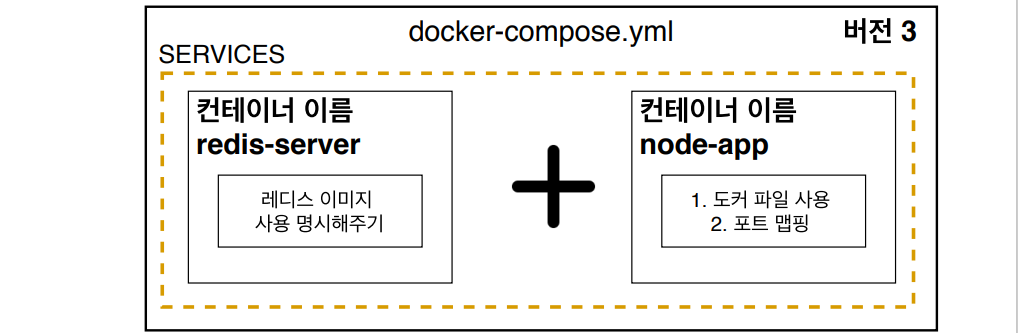 docker-compose.yml
버전 3
SERVICES
컨테이너 이름
redis-server
레디스 이미지
사용 명시해주기
컨테이너 이름
node-app
1. 도커 파일 사용
2. 포트 맵핑